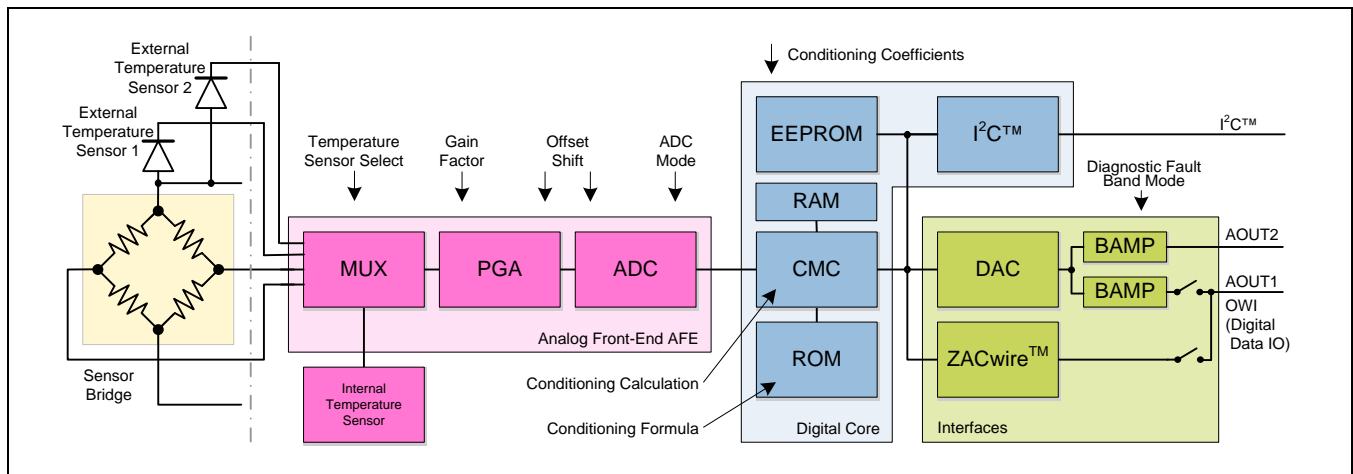 External
Temperature
Sensor 2
External
Temperature
Sensor 1
Sensor
Bridge
Temperature
Sensor Select
Gain
Factor
Offset
Shift
ADC
Mode
MUX
PGA
ADC
Analog Front-End AFE
Internal
Temperature
Sensor
Conditioning Coefficients
EEPROM
I²C™
RAM
CMC
ROM
Conditioning Calculation
Conditioning Formula
Digital Core
I²C™
Diagnostic Fault
Band Mode
DAC
BAMP
BAMP
ZACwire™
Interfaces
AOUT2
AOUT1
OWI
(Digital
Data IO)